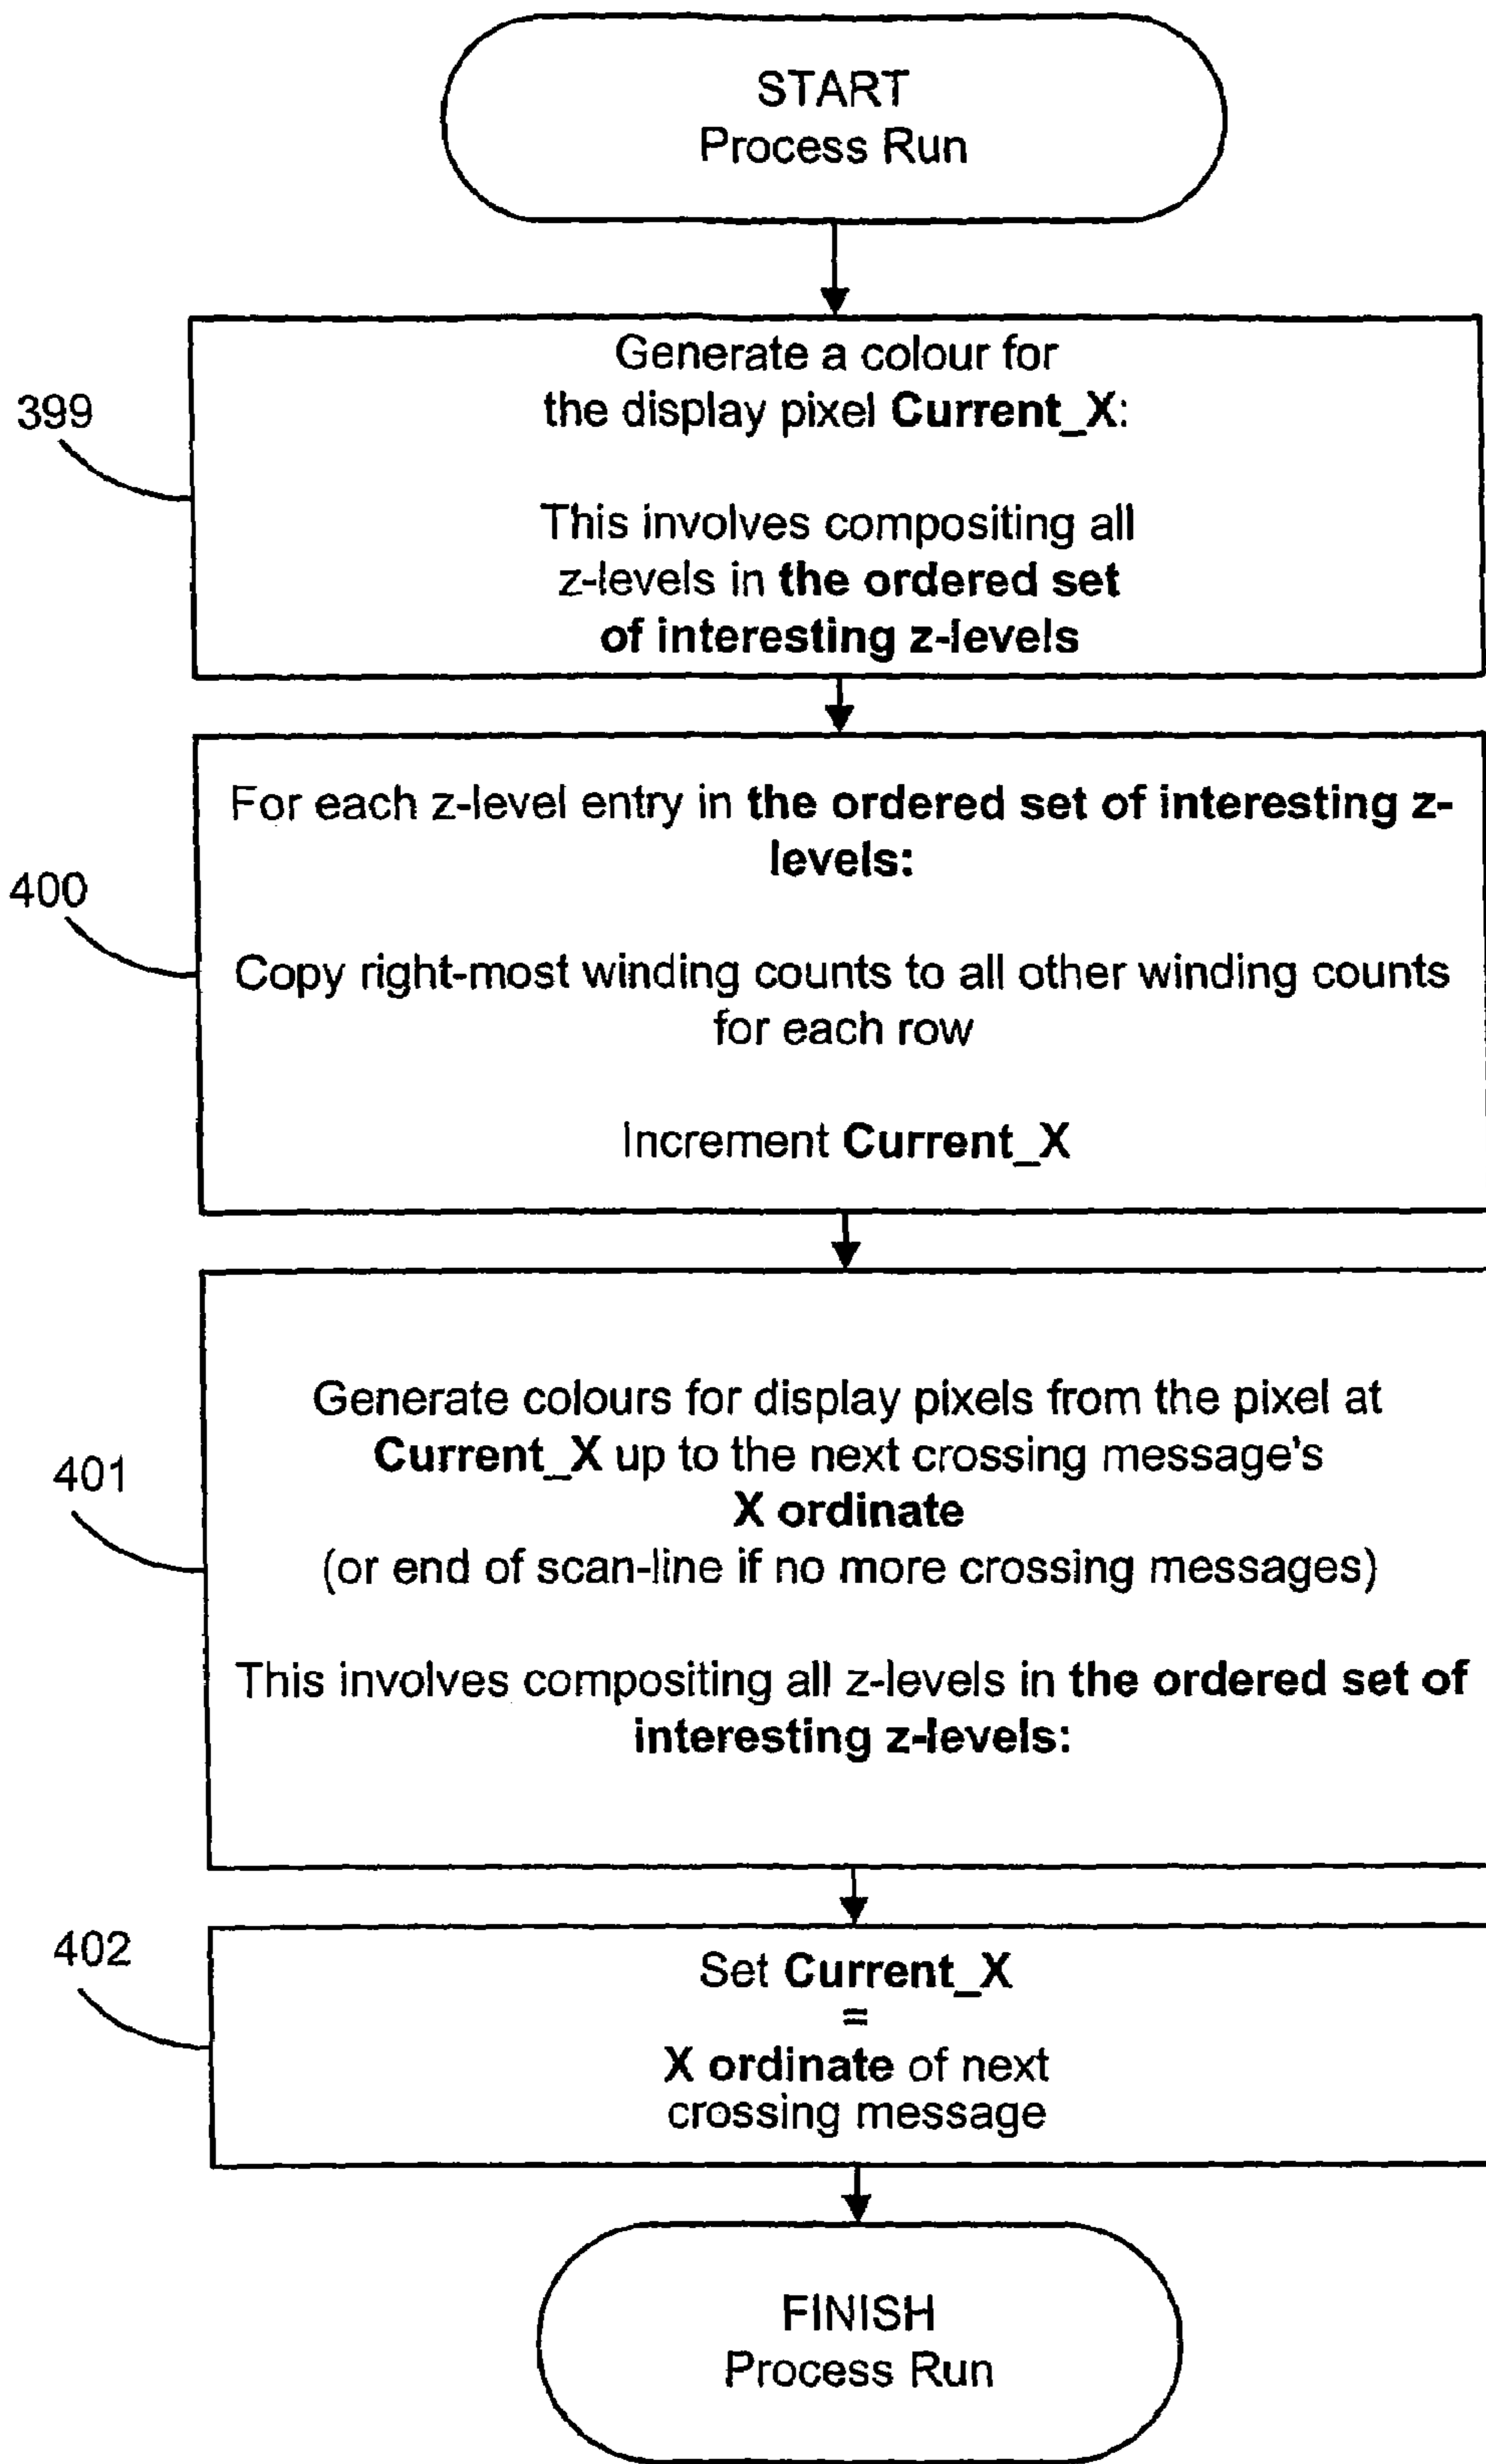 START
Process Run
399
Generate a colour for
the display pixel Current_X:
This involves compositing all
z-levels in the ordered set
of interesting z-levels
400
For each z-level entry in the ordered set of interesting z-
levels:
Copy right-most winding counts to all other winding counts
for each row
Increment Current_X
401
Generate colours for display pixels from the pixel at
Current_X up to the next crossing message's
X ordinate
(or end of scan-line if no more crossing messages)
This involves compositing all z-levels in the ordered set of
interesting z-levels:
402
Set Current_X
=
X ordinate of next
crossing message
FINISH
Process Run